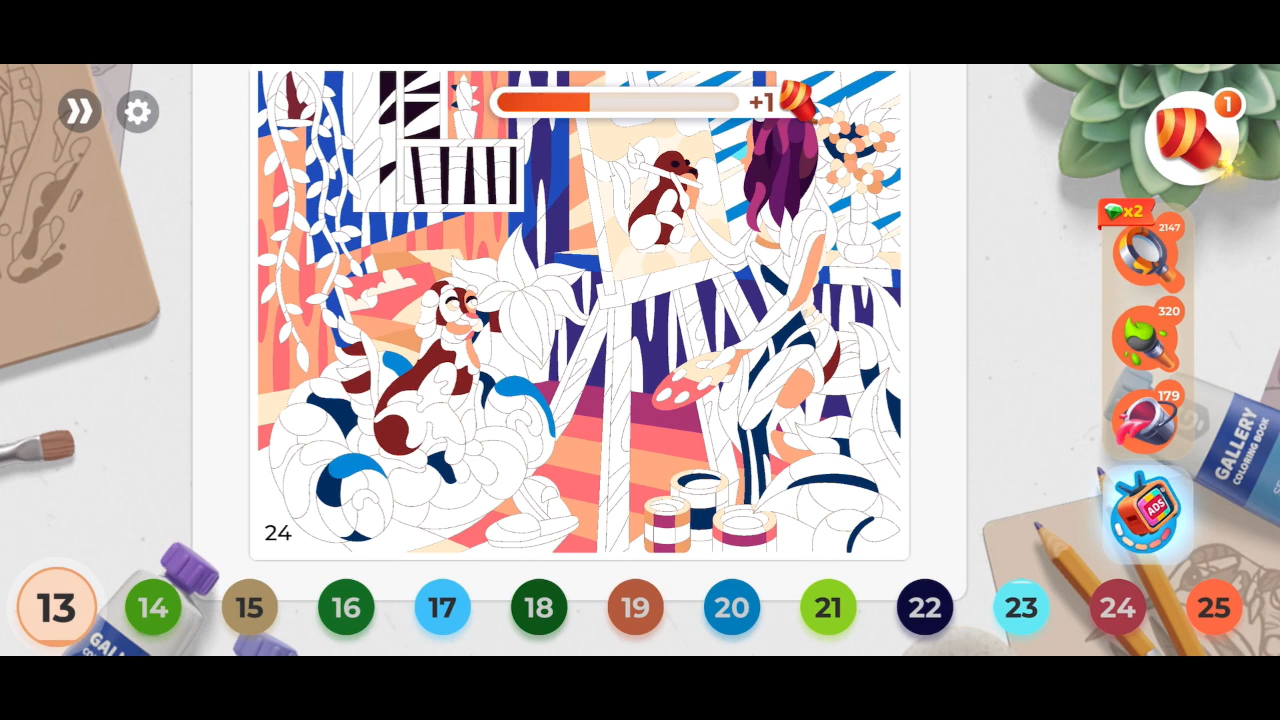 +1
1
x2
2147
320
179
ADS
GALLERY
COLORING BOOK
24
GALL
13 14 15 16 17 18 19 20 21 22 23 24 25